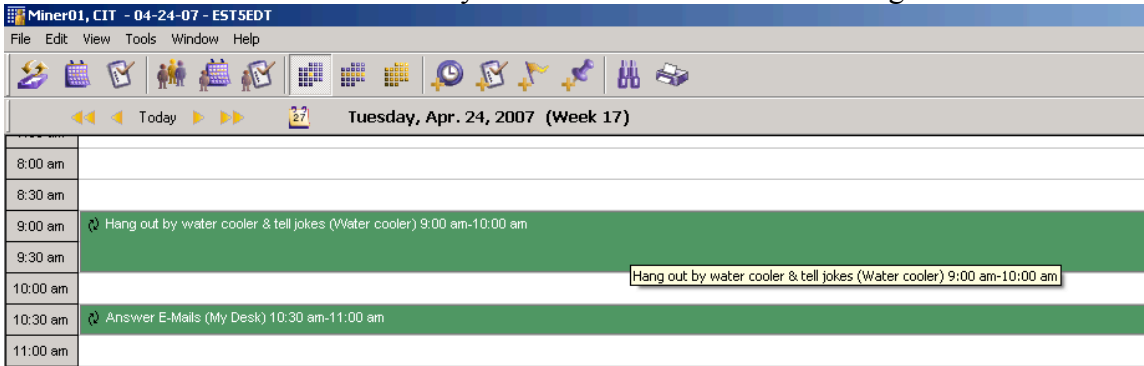 Miner01, CIT - 04-24-07 - EST5EDT
File Edit View Tools Window Help
Today 27 Tuesday, Apr. 24, 2007 (Week 17)
8:00 am
8:30 am
9:00 am Hang out by water cooler & tell jokes (Water cooler) 9:00 am-10:00 am
9:30 am
Hang out by water cooler & tell jokes (Water cooler) 9:00 am-10:00 am
10:00 am
10:30 am Answer E-Mails (My Desk) 10:30 am-11:00 am
11:00 am